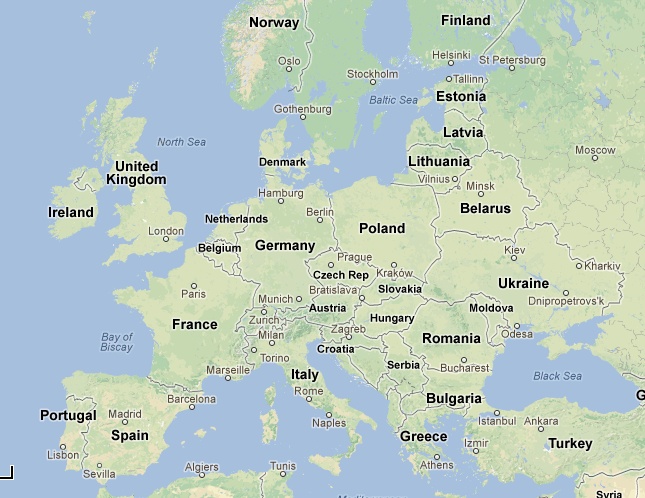 Norway
Finland
Oslo
Helsinki
St Petersburg
Stockholm
Tallinn
Baltic Sea
Estonia
Gothenburg
Latvia
North Sea
Moscow
Denmark
Lithuania
United
Kingdom
Vilnius
Minsk
Hamburg
Ireland
Netherlands
Berlin
Belarus
London
Poland
Belgium
Germany
Kiev
Prague
Kharkiv
Czech Rep
Kraków
Ukraine
Paris
Bratislava
Slovakia
Munich
Dnipropetrovs'k
Austria
Moldova
Zurich
Hungary
France
Zagreb
Odesa
Bay of
Biscay
Milan
Romania
Croatia
Torino
Serbia
Bucharest
Marseille
Italy
Black Sea
Rome
Barcelona
Bulgaria
G
Portugal
Madrid
Naples
Istanbul
Ankara
Spain
Greece
Izmir
Turkey
Lisbon
Athens
Sevilla
Algiers
Tunis
Syria